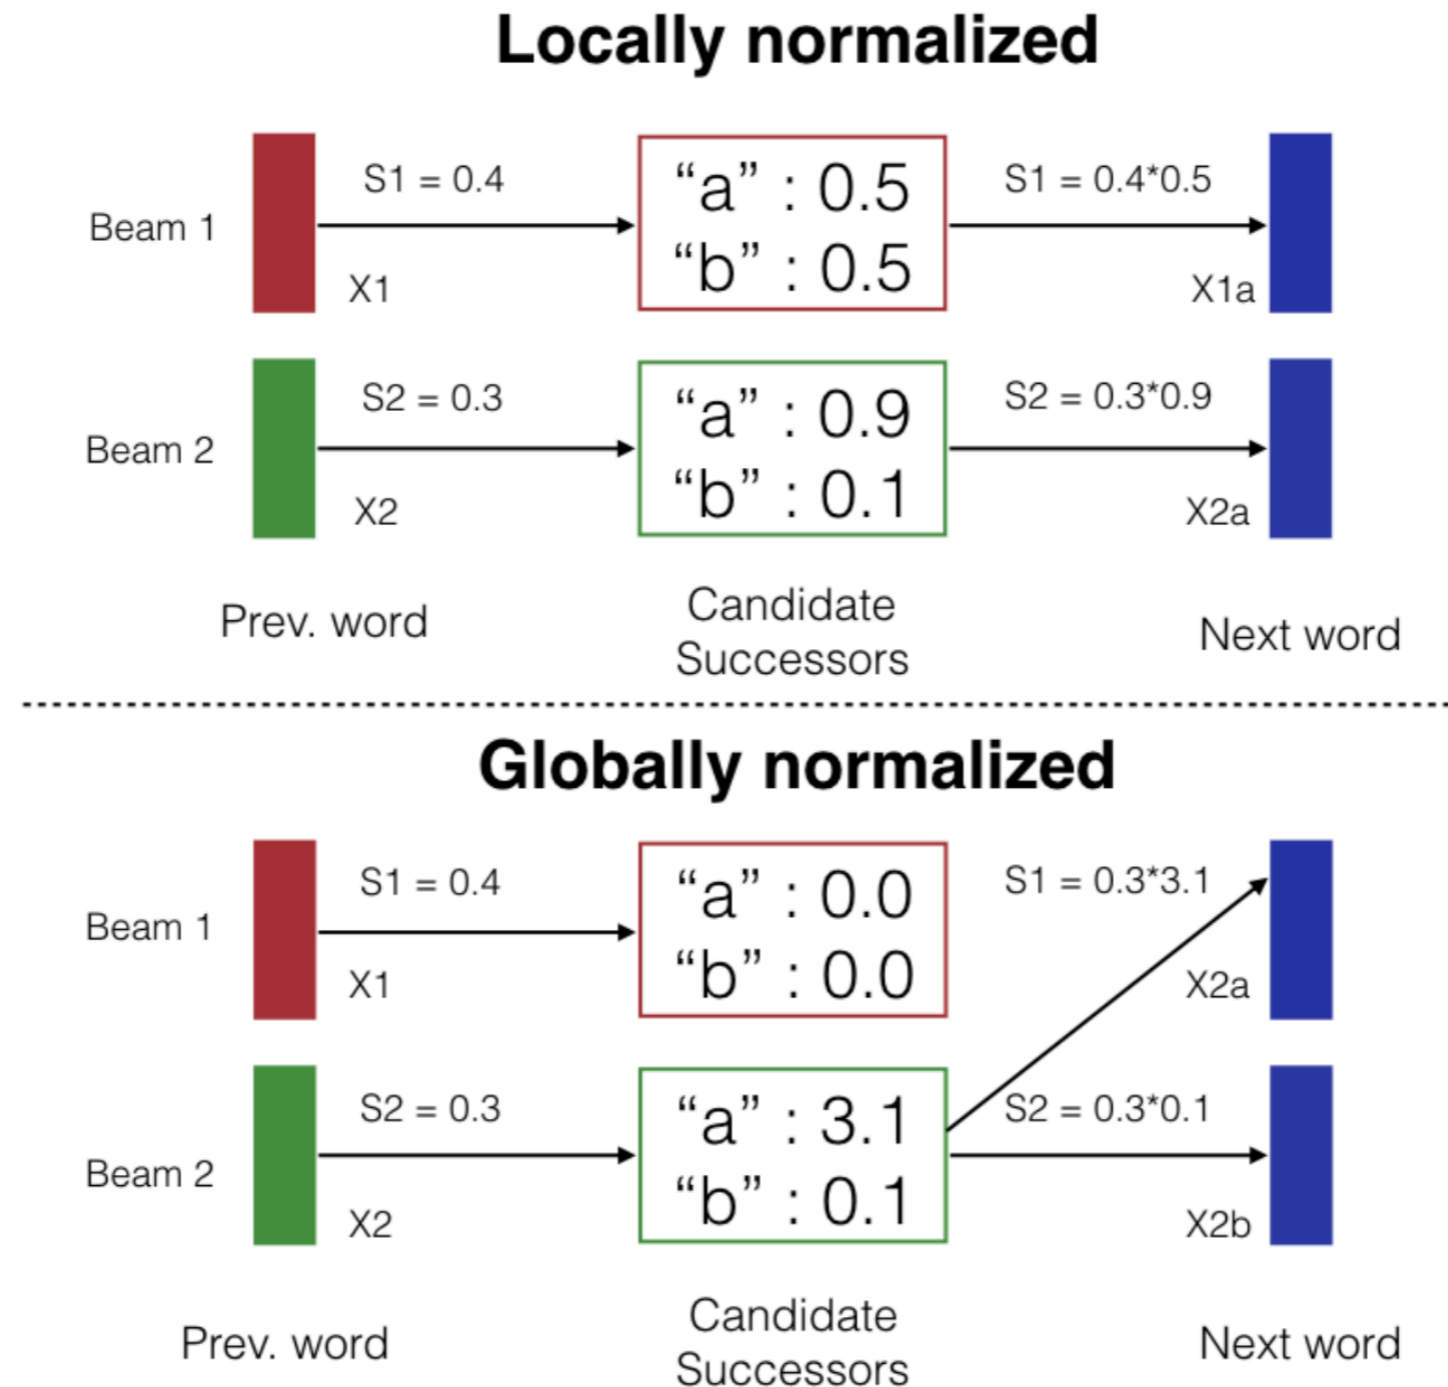 Locally normalized
Beam 1
S1 = 0.4
X1
“a” : 0.5
“b” : 0.5
S1 = 0.4*0.5
X1a
Beam 2
S2 = 0.3
X2
“a” : 0.9
“b” : 0.1
S2 = 0.3*0.9
X2a
Prev. word
Candidate
Successors
Next word
Globally normalized
Beam 1
S1 = 0.4
X1
“a” : 0.0
“b” : 0.0
S1 = 0.3*3.1
X2a
Beam 2
S2 = 0.3
X2
“a” : 3.1
“b” : 0.1
S2 = 0.3*0.1
X2b
Prev. word
Candidate
Successors
Next word